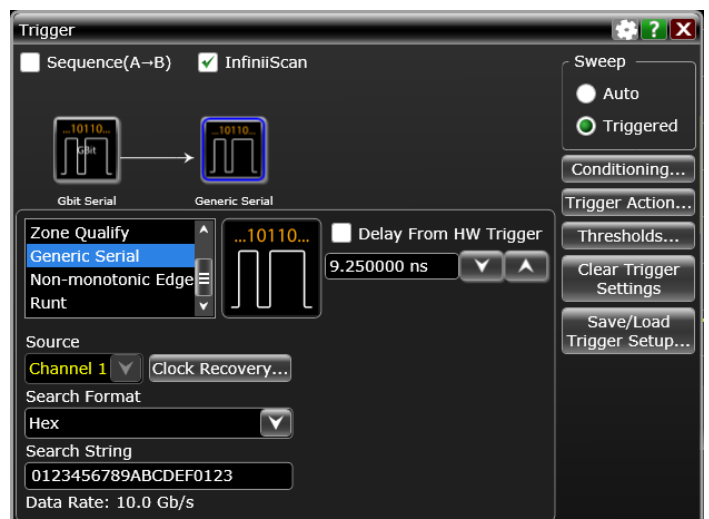 Trigger
?
X
Sequence(A→B)
InfiniiScan
...10110...
GBit
Gbit Serial
...10110...
Generic Serial
Zone Qualify
Generic Serial
Non-monotonic Edge
Runt
...10110...
Delay From HW Trigger
9.250000 ns
Source
Channel 1
Clock Recovery...
Search Format
Hex
Search String
0123456789ABCDEF0123
Data Rate: 10.0 Gb/s
Sweep
Auto
Triggered
Conditioning...
Trigger Action...
Thresholds...
Clear Trigger
Settings
Save/Load
Trigger Setup...